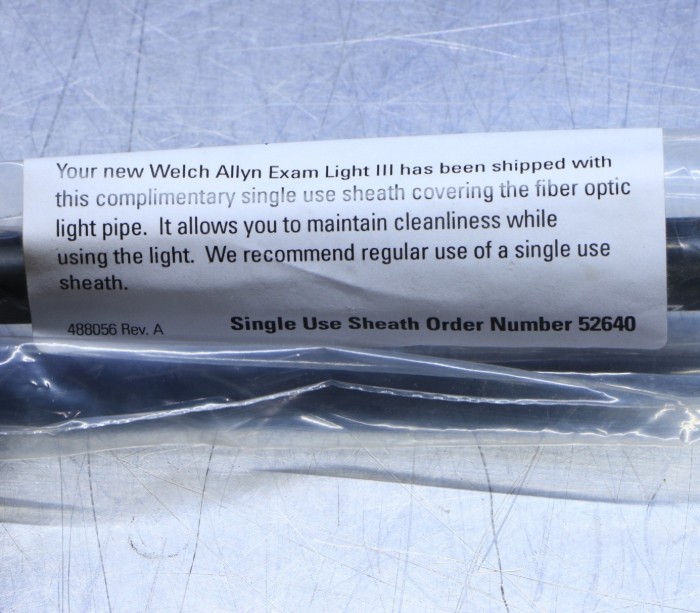 Your new Welch Allyn Exam Light III has been shipped with
this complimentary single use sheath covering the fiber optic
light pipe. It allows you to maintain cleanliness while
using the light. We recommend regular use of a single use
sheath.
488056 Rev. A Single Use Sheath Order Number 52640